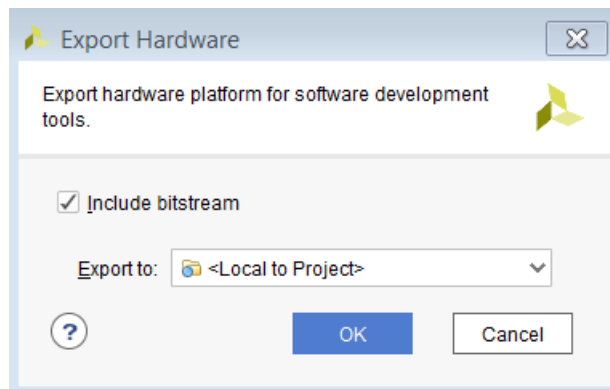 Export Hardware
Export hardware platform for software development
tools.
Include bitstream
Export to: <Local to Project>
? OK Cancel